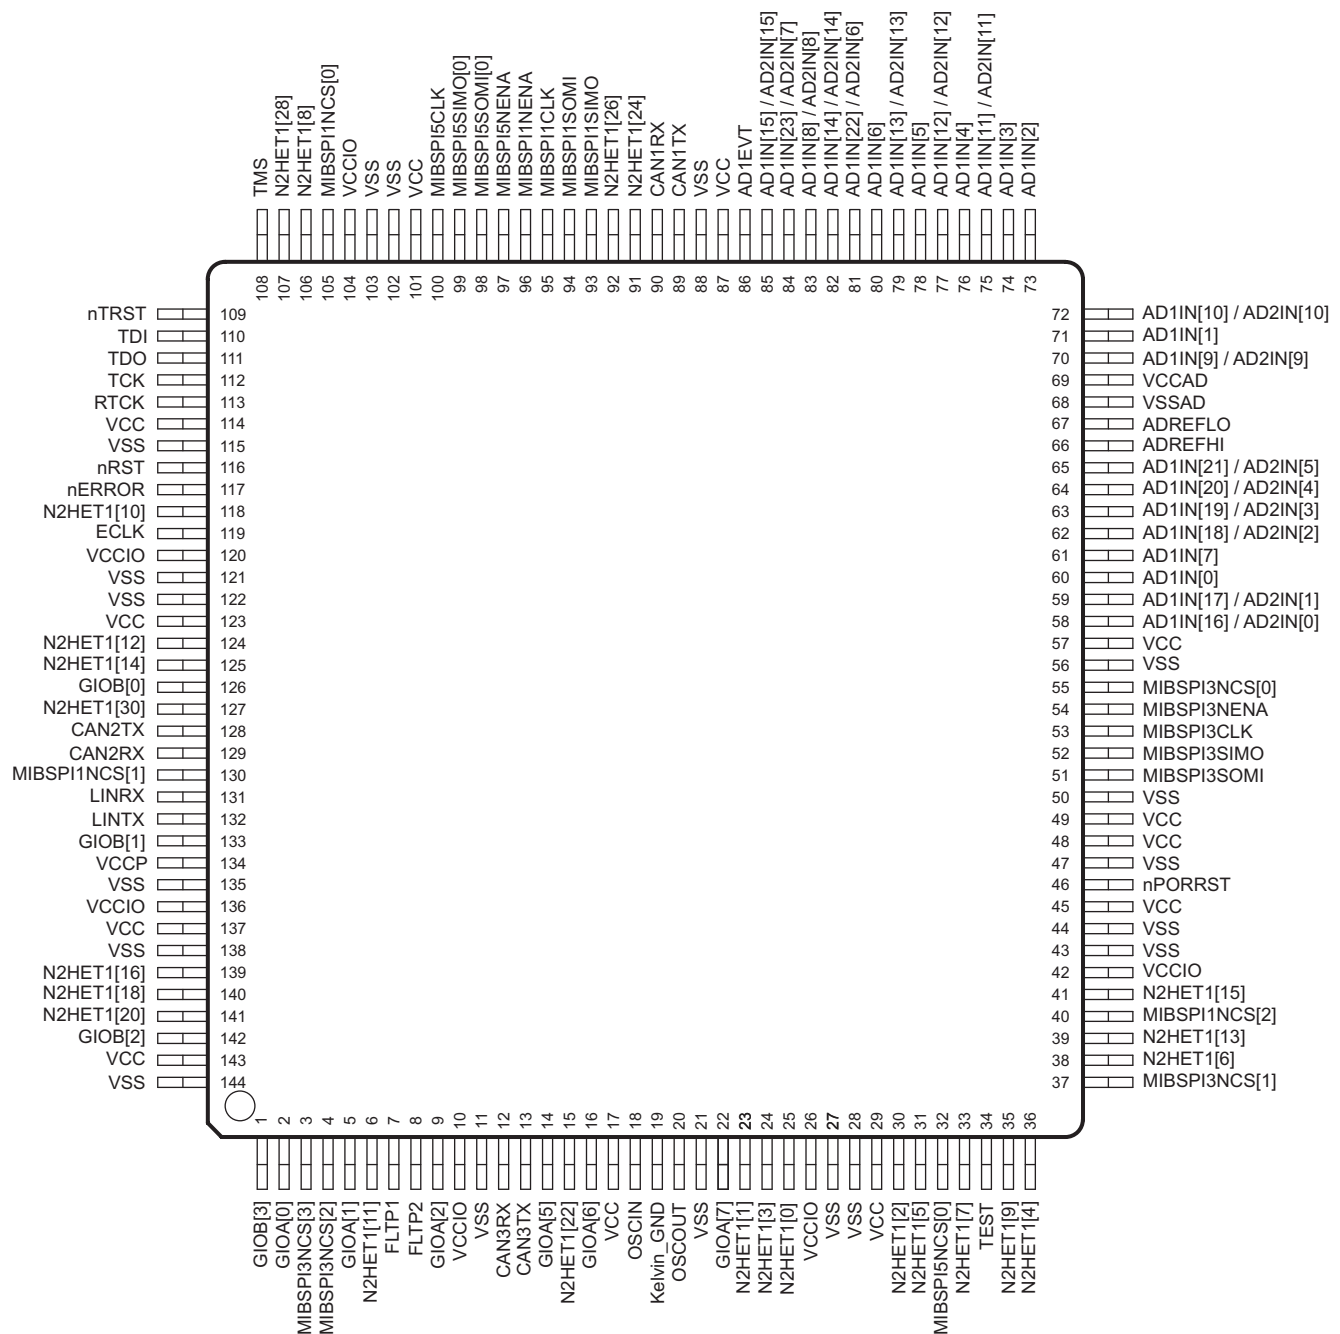 TMS
N2HET1[28]
N2HET1[8]
MIBSPI1NCS[0]
VCCIO
VSS
VSS
VCC
MIBSPI5CLK
MIBSPI5SIMO[0]
MIBSPI5SOMI[0]
MIBSPI5NENA
MIBSPI1NENA
MIBSPI1CLK
MIBSPI1SOMI
MIBSPI1SIMO
N2HET1[26]
N2HET1[24]
CAN1RX
CAN1TX
VSS
VCC
AD1EVT
AD1IN[15] / AD2IN[15]
AD1IN[23] / AD2IN[7]
AD1IN[8] / AD2IN[8]
AD1IN[14] / AD2IN[14]
AD1IN[22] / AD2IN[6]
AD1IN[6]
AD1IN[13] / AD2IN[13]
AD1IN[5]
AD1IN[12] / AD2IN[12]
AD1IN[4]
AD1IN[11] / AD2IN[11]
AD1IN[3]
AD1IN[2]
108
107
106
105
104
103
102
101
100
99
98
97
96
95
94
93
92
91
90
89
88
87
86
85
84
83
82
81
80
79
78
77
76
75
74
73
nTRST 109
TDI 110
TDO 111
TCK 112
RTCK 113
VCC 114
VSS 115
nRST 116
nERROR 117
N2HET1[10] 118
ECLK 119
VCCIO 120
VSS 121
VSS 122
VCC 123
N2HET1[12] 124
N2HET1[14] 125
GIOB[0] 126
N2HET1[30] 127
CAN2TX 128
CAN2RX 129
MIBSPI1NCS[1] 130
LINRX 131
LINTX 132
GIOB[1] 133
VCCP 134
VSS 135
VCCIO 136
VCC 137
VSS 138
N2HET1[16] 139
N2HET1[18] 140
N2HET1[20] 141
GIOB[2] 142
VCC 143
VSS 144
72 AD1IN[10] / AD2IN[10]
71 AD1IN[1]
70 AD1IN[9] / AD2IN[9]
69 VCCAD
68 VSSAD
67 ADREFLO
66 ADREFHI
65 AD1IN[21] / AD2IN[5]
64 AD1IN[20] / AD2IN[4]
63 AD1IN[19] / AD2IN[3]
62 AD1IN[18] / AD2IN[2]
61 AD1IN[7]
60 AD1IN[0]
59 AD1IN[17] / AD2IN[1]
58 AD1IN[16] / AD2IN[0]
57 VCC
56 VSS
55 MIBSPI3NCS[0]
54 MIBSPI3NENA
53 MIBSPI3CLK
52 MIBSPI3SIMO
51 MIBSPI3SOMI
50 VSS
49 VCC
48 VCC
47 VSS
46 nPORRST
45 VCC
44 VSS
43 VSS
42 VCCIO
41 N2HET1[15]
40 MIBSPI1NCS[2]
39 N2HET1[13]
38 N2HET1[6]
37 MIBSPI3NCS[1]
1
2
3
4
5
6
7
8
9
10
11
12
13
14
15
16
17
18
19
20
21
22
23
24
25
26
27
28
29
30
31
32
33
34
35
36
GIOB[3]
GIOA[0]
MIBSPI3NCS[3]
MIBSPI3NCS[2]
GIOA[1]
N2HET1[11]
FLTP1
FLTP2
GIOA[2]
VCCIO
VSS
CAN3RX
CAN3TX
GIOA[5]
N2HET1[22]
GIOA[6]
VCC
OSCIN
Kelvin_GND
OSCOUT
VSS
GIOA[7]
N2HET1[1]
N2HET1[3]
N2HET1[0]
VCCIO
VSS
VSS
VCC
N2HET1[2]
N2HET1[5]
MIBSPI5NCS[0]
N2HET1[7]
TEST
N2HET1[9]
N2HET1[4]